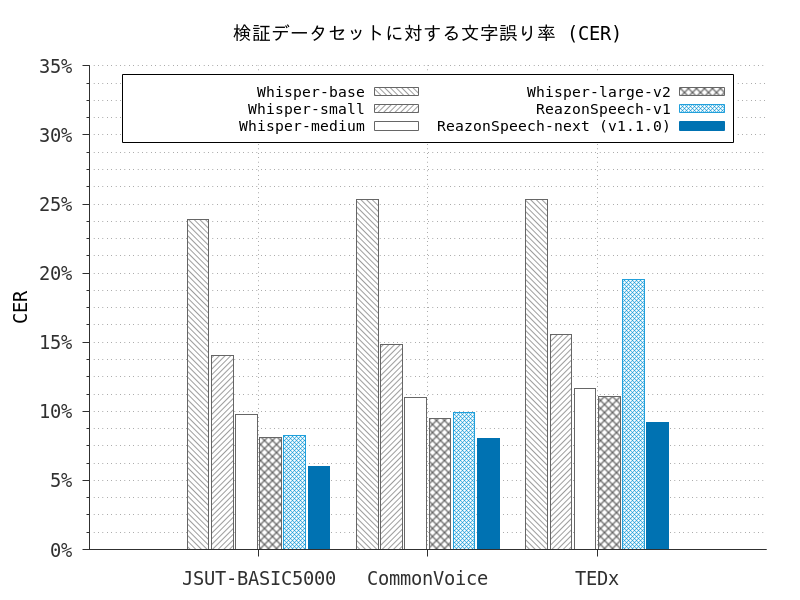 検証データセットに対する文字誤り率 (CER)
35%
30%
25%
20%
15%
10%
5%
0%
CER
Whisper-base
Whisper-small
Whisper-medium
Whisper-large-v2
ReazonSpeech-v1
ReazonSpeech-next (v1.1.0)
JSUT-BASIC5000 CommonVoice TEDx